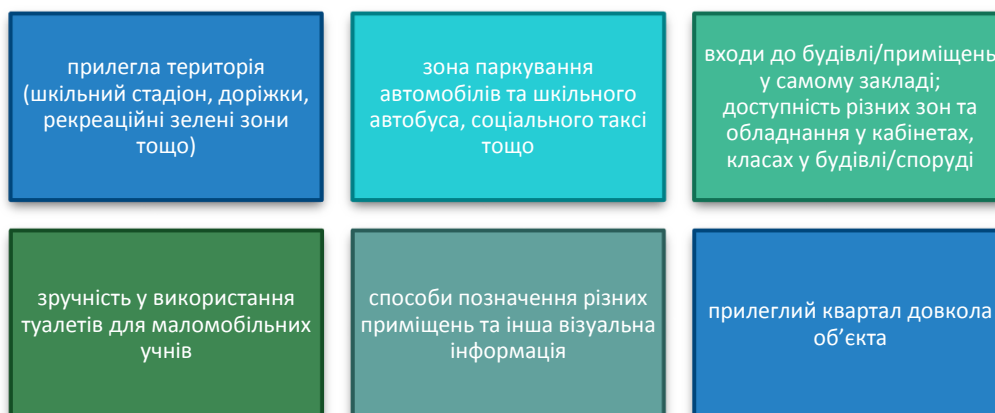 прилегла територія
(шкільний стадіон, доріжки,
рекреаційні зелені зони
тощо)
зона паркування
автомобілів та шкільного
автобуса, соціального таксі
тощо
входи до будівлі/приміщень
у самому закладі;
доступність різних зон та
обладнання у кабінетах,
класах у будівлі/споруді
зручність у використання
туалетів для маломобільних
учнів
способи позначення різних
приміщень та інша візуальна
інформація
прилеглий квартал довкола
об’єкта